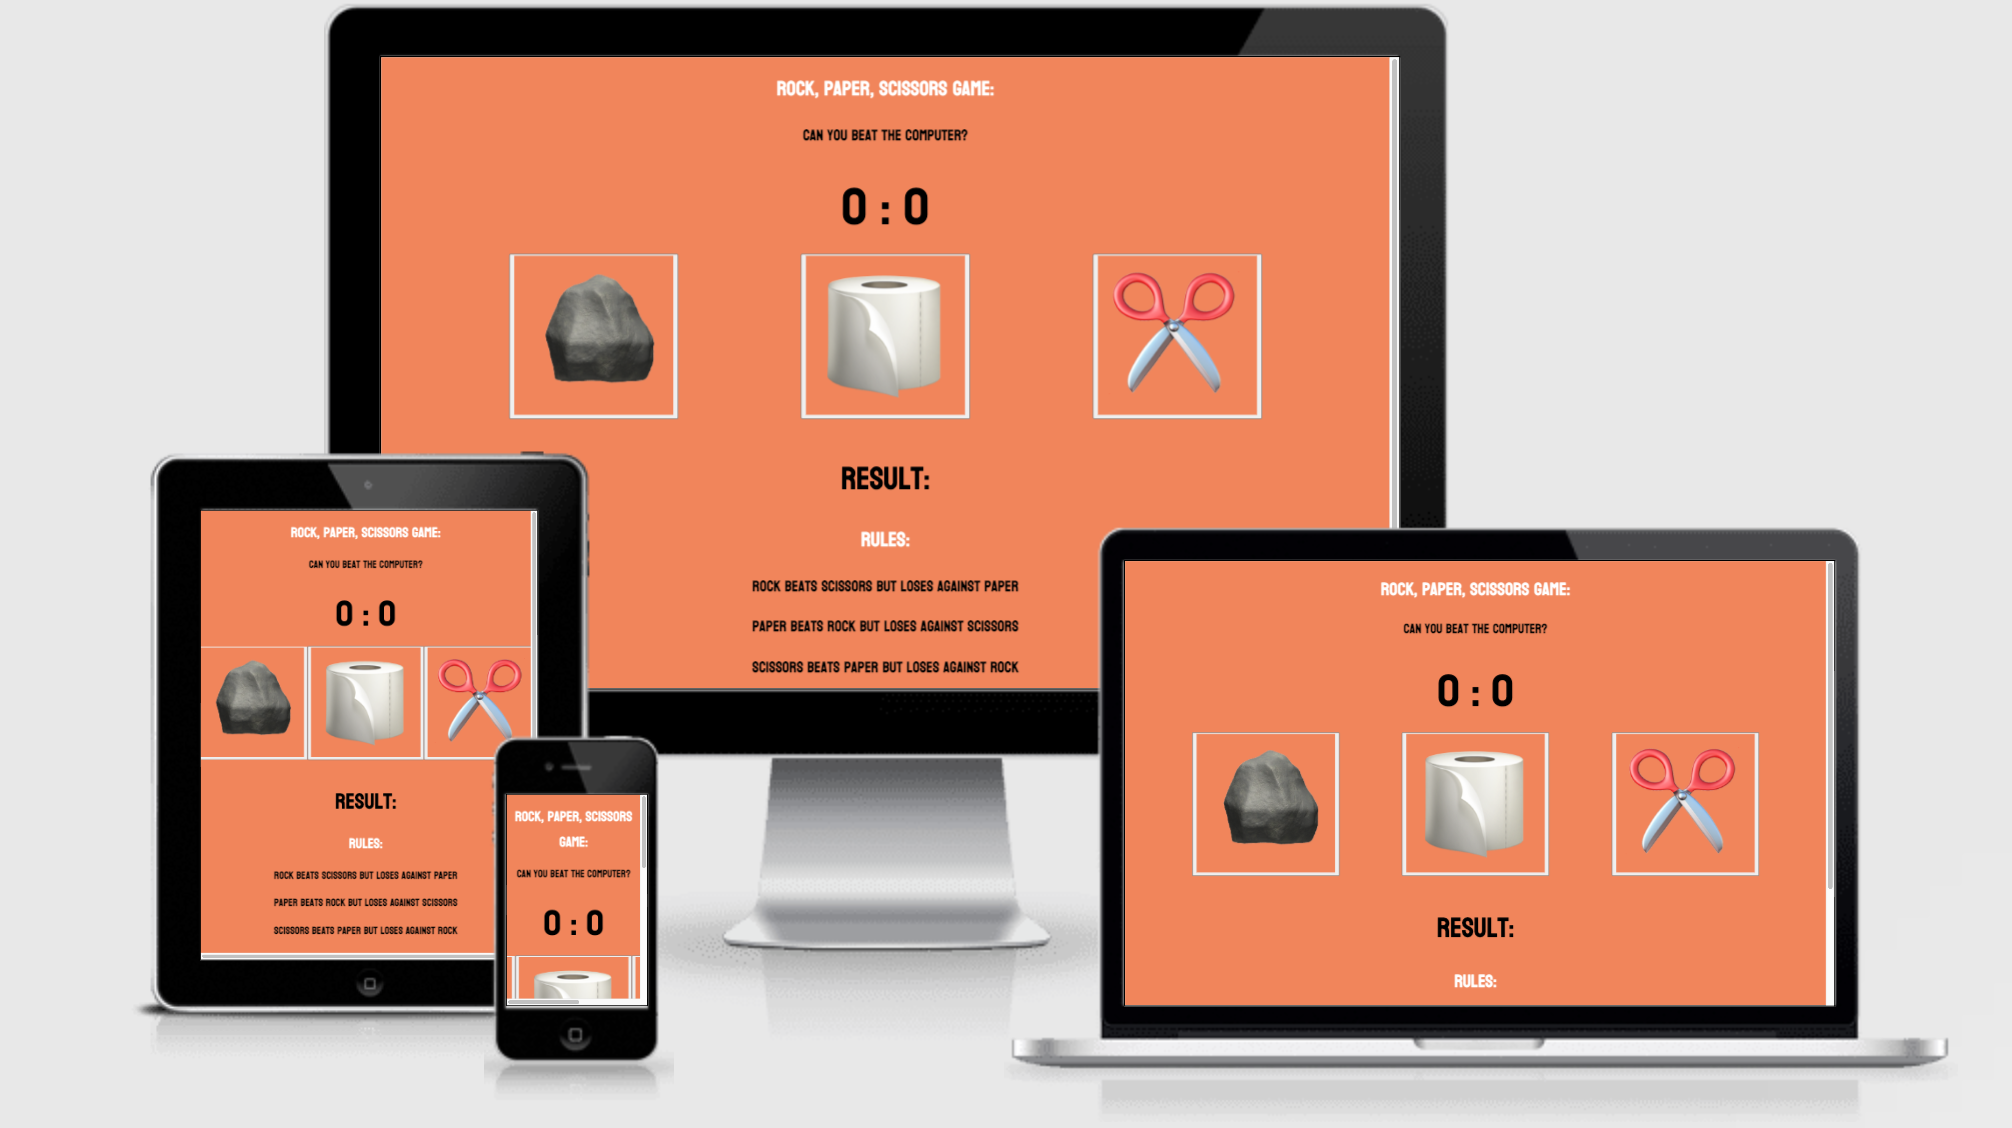 ROCK, PAPER, SCISSORS GAME:
CAN YOU BEAT THE COMPUTER?
0 : 0
RESULT:
RULES:
ROCK BEATS SCISSORS BUT LOSES AGAINST PAPER
PAPER BEATS ROCK BUT LOSES AGAINST SCISSORS
SCISSORS BEATS PAPER BUT LOSES AGAINST ROCK
ROCK, PAPER, SCISSORS GAME:
CAN YOU BEAT THE COMPUTER?
0 : 0
RESULT:
RULES:
ROCK BEATS SCISSORS BUT LOSES AGAINST PAPER
PAPER BEATS ROCK BUT LOSES AGAINST SCISSORS
SCISSORS BEATS PAPER BUT LOSES AGAINST ROCK
ROCK, PAPER, SCISSORS
GAME:
CAN YOU BEAT THE COMPUTER?
0 : 0
ROCK, PAPER, SCISSORS GAME:
CAN YOU BEAT THE COMPUTER?
0 : 0
RESULT:
RULES: